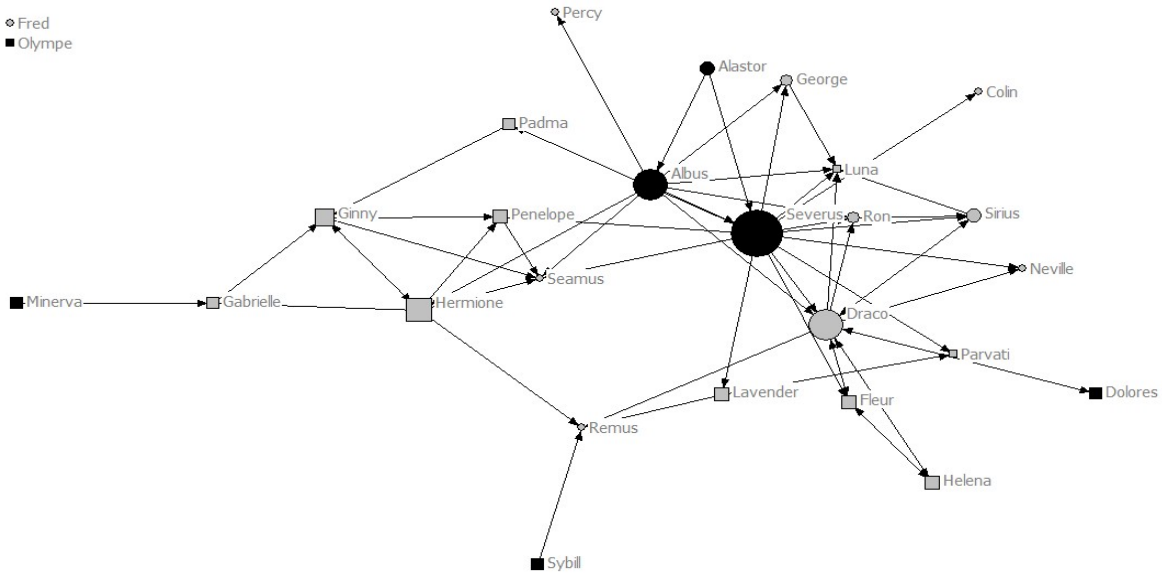 Percy
Fred
Olympe
Alastor
George
Colin
Padma
Albus
Luna
Ginny
Penelope
Severus
Ron
Sirius
Seamus
Neville
Minerva
Gabrielle
Hermione
Draco
Parvati
Lavender
Fleur
Dolores
Remus
Helena
Sybill